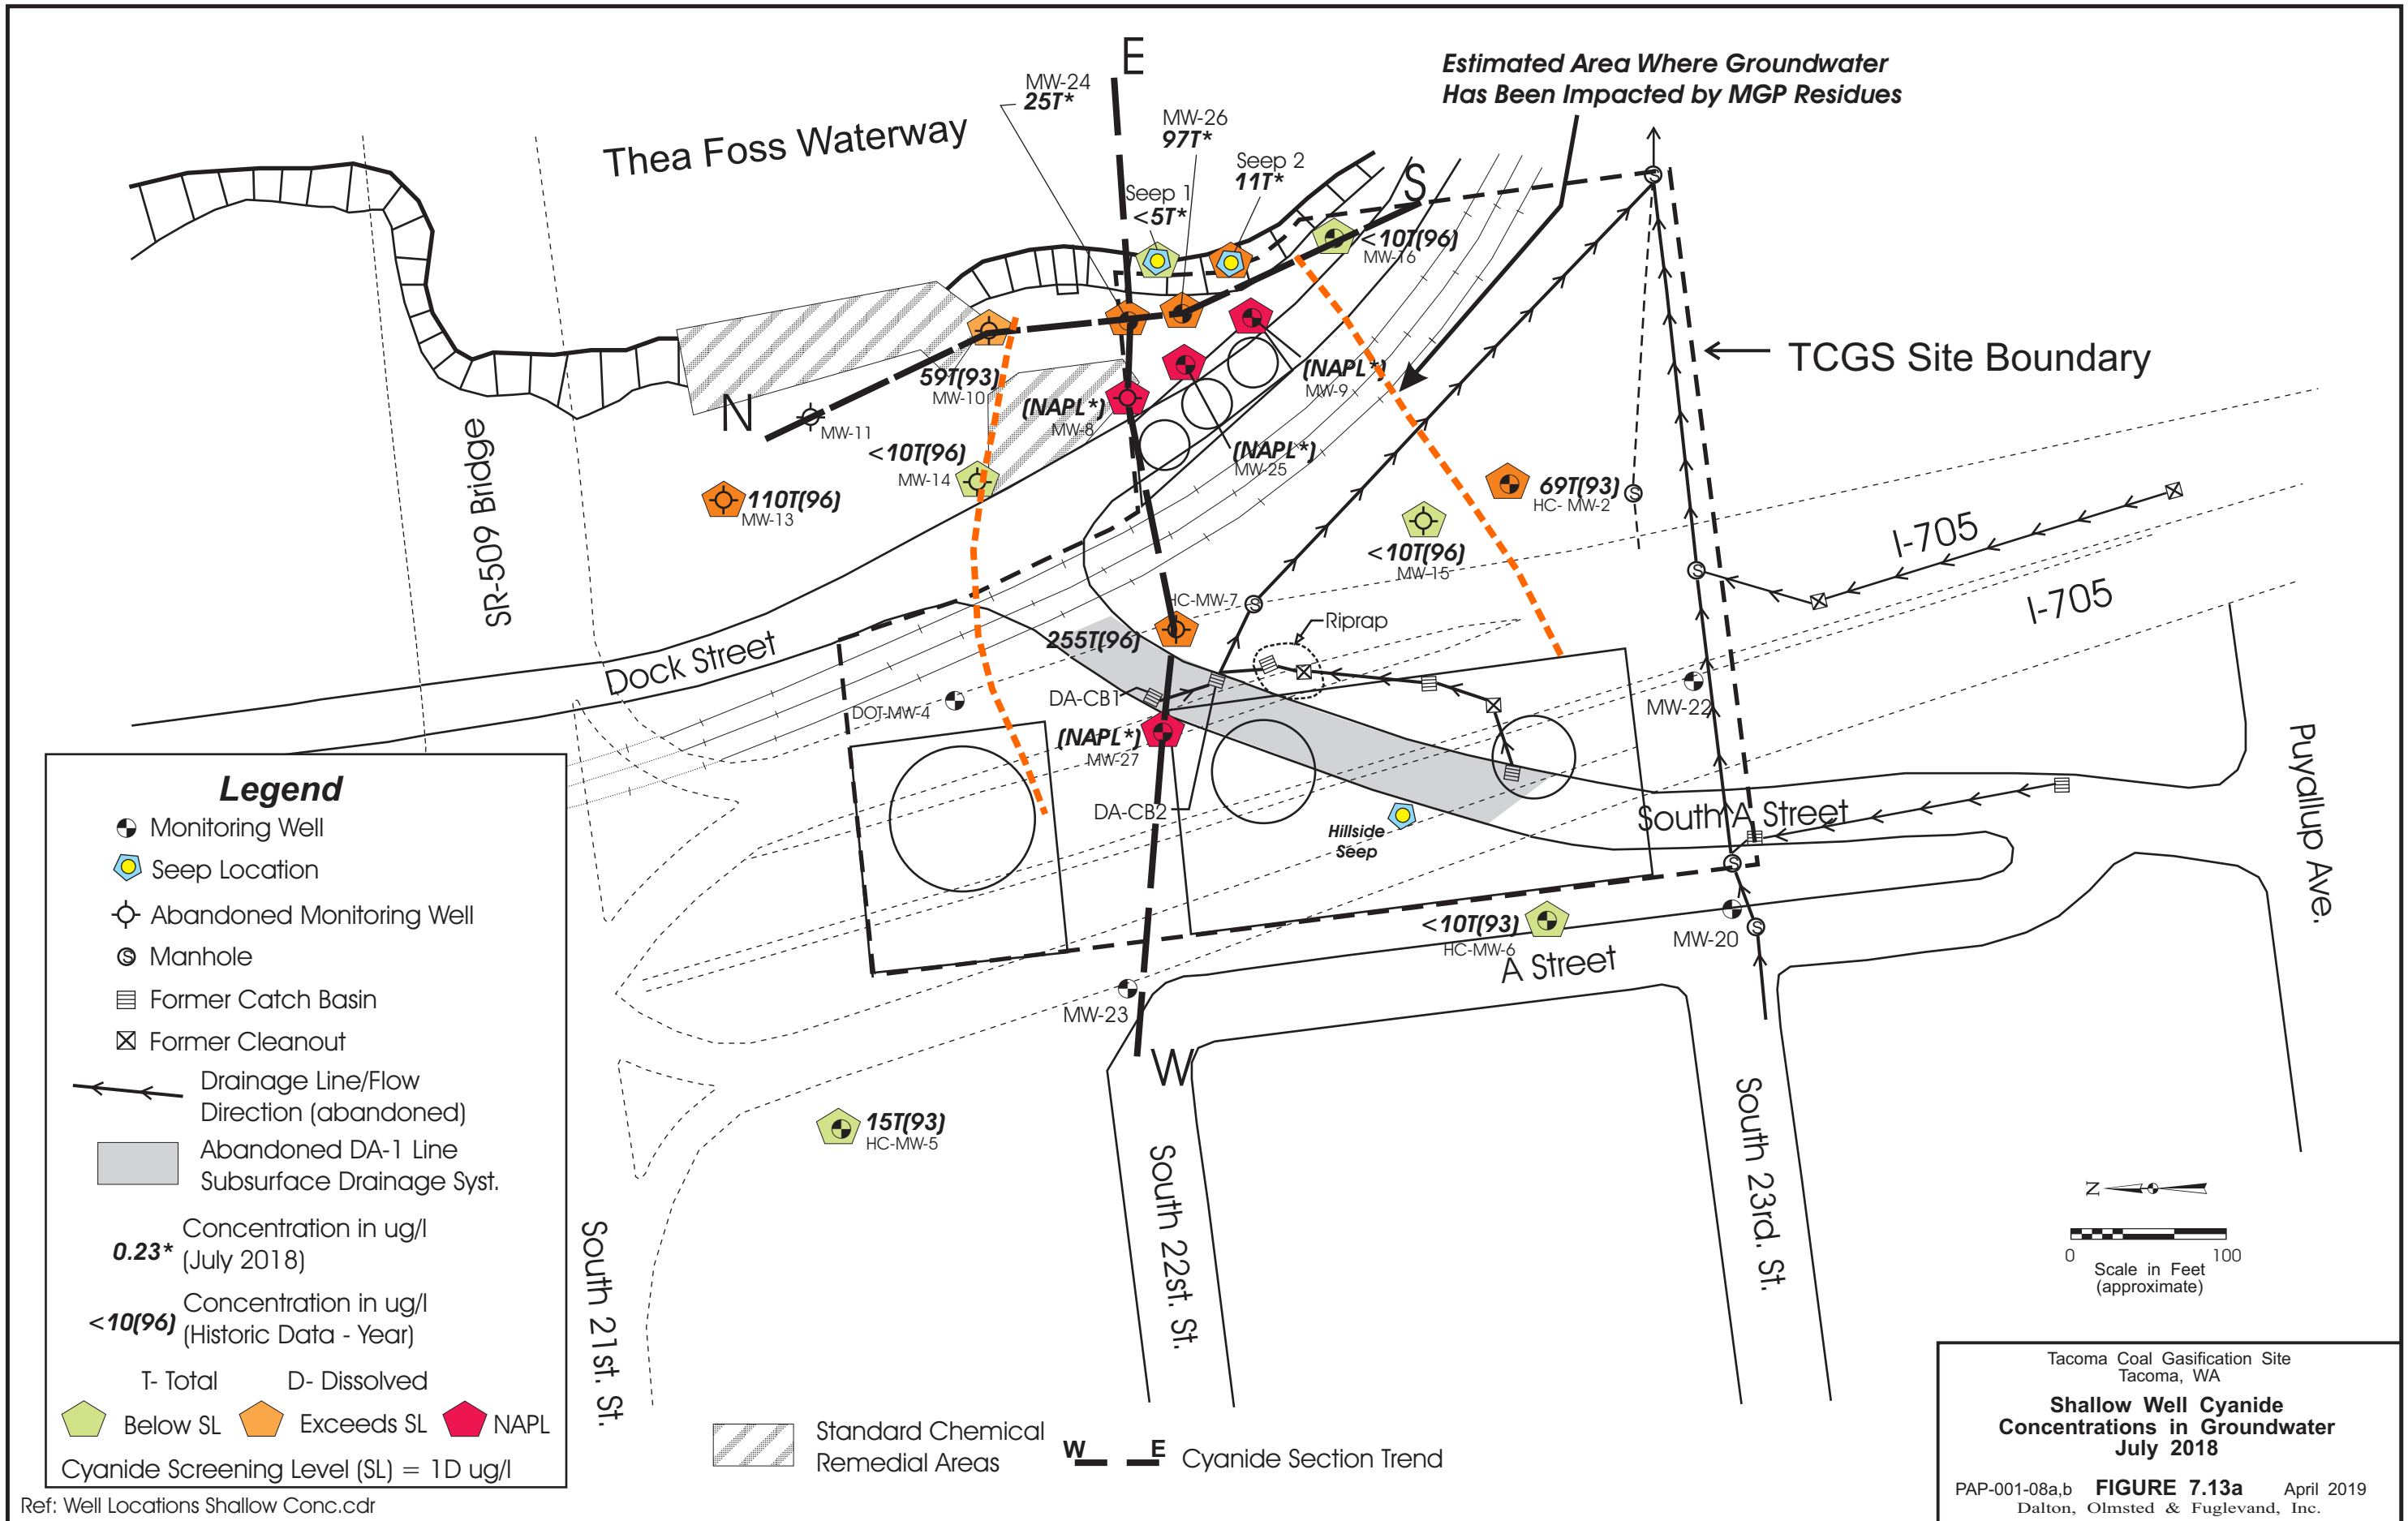 E
Estimated Area Where Groundwater
Has Been Impacted by MGP Residues
MW-24
25T*
MW-26
97T*
Thea Foss Waterway
Seep 2
11T*
Seep 1
<5T*
S
S
<10T(96)
MW-16
TCGS Site Boundary
59T(93)
MW-10
(NAPL*)
MW-9
(NAPL*)
MW-8
N
MW-11
(NAPL*)
MW-25
<10T(96)
MW-14
110T(96)
MW-13
69T(93)
HC- MW-2
S
<10T(96)
MW-15
SR-509 Bridge
I-705
S
I-705
HC-MW-7
S
255T(96)
Riprap
Dock Street
DA-CB1
DOT-MW-4
MW-22
(NAPL*)
MW-27
DA-CB2
Hillside
Seep
South A Street
Puyallup Ave.
S
<10T(93)
HC-MW-6
A Street
MW-20
S
MW-23
W
15T(93)
HC-MW-5
South 21st. St.
South 22st. St.
South 23rd. St.
Legend
Monitoring Well
Seep Location
Abandoned Monitoring Well
S Manhole
Former Catch Basin
Former Cleanout
Drainage Line/Flow
Direction (abandoned)
Abandoned DA-1 Line
Subsurface Drainage Syst.
0.23* Concentration in ug/l
(July 2018)
<10(96) Concentration in ug/l
(Historic Data - Year)
T- Total D- Dissolved
Below SL Exceeds SL NAPL
Cyanide Screening Level (SL) = 1D ug/l
Ref: Well Locations Shallow Conc.cdr
Standard Chemical
Remedial Areas
W E Cyanide Section Trend
N
0 100
Scale in Feet
(approximate)
Tacoma Coal Gasification Site
Tacoma, WA
Shallow Well Cyanide
Concentrations in Groundwater
July 2018
PAP-001-08a,b FIGURE 7.13a April 2019
Dalton, Olmsted & Fuglevand, Inc.